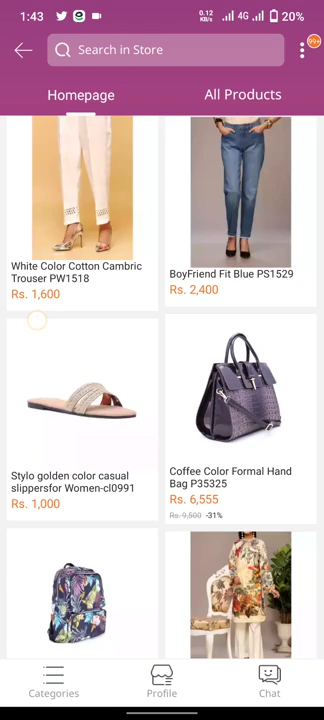 1:43
0.12
KB/s
4G
20%
Search in Store
99+
Homepage
All Products
White Color Cotton Cambric
Trouser PW1518
Rs. 1,600
BoyFriend Fit Blue PS1529
Rs. 2,400
Stylo golden color casual
slippersfor Women-cl0991
Rs. 1,000
Coffee Color Formal Hand
Bag P35325
Rs. 6,555
Rs. 9,500 -31%
Categories
Profile
Chat